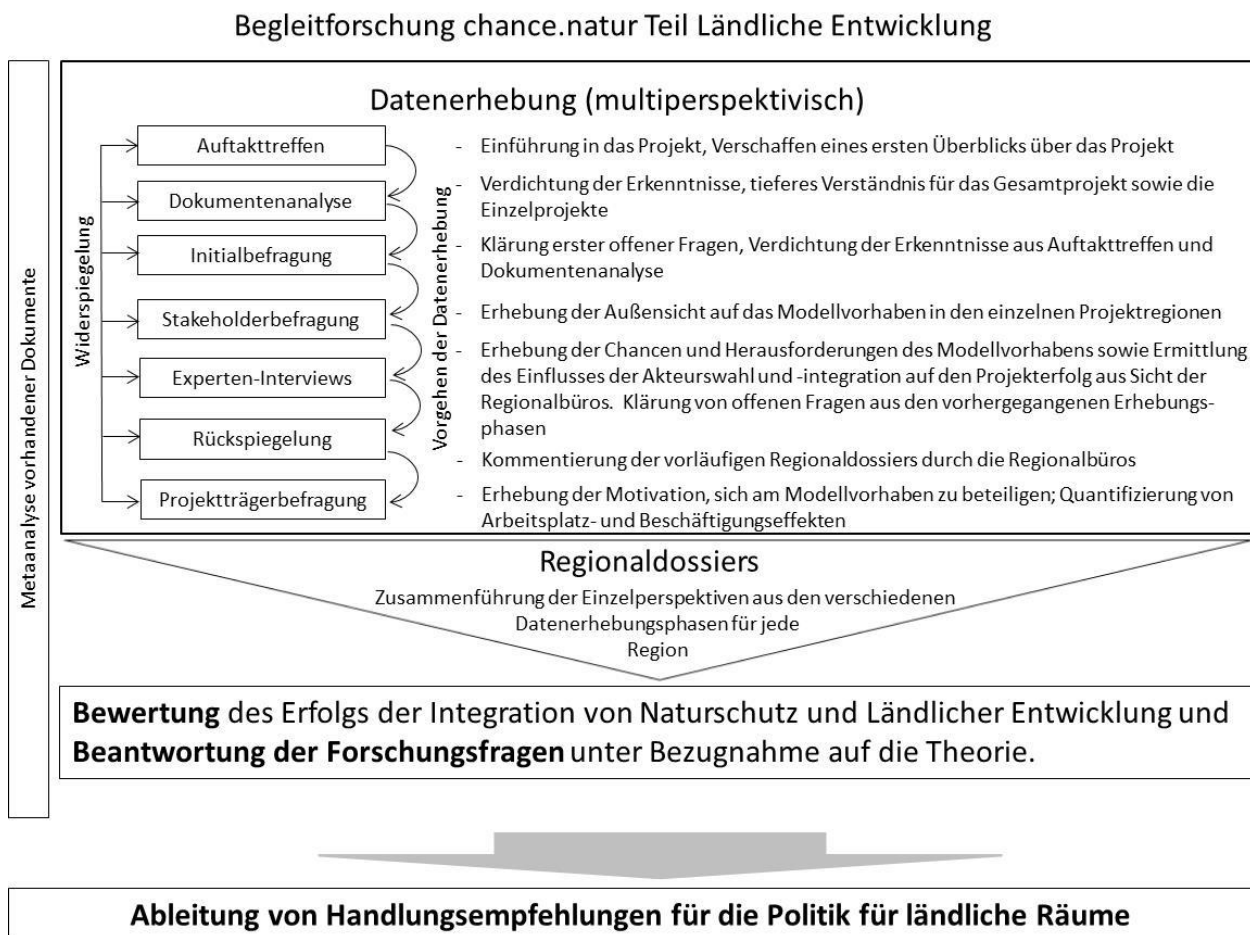 Begleitforschung chance.natur Teil Ländliche Entwicklung
Metaanalyse vorhandener Dokumente
Datenerhebung (multiperspektivisch)
Widerspiegelung
Auftakttreffen
Dokumentenanalyse
Initialbefragung
Stakeholderbefragung
Experten-Interviews
Rückspiegelung
Projektträgerbefragung
Vorgehen der Datenerhebung
- Einführung in das Projekt, Verschaffen eines ersten Überblicks über das Projekt
- Verdichtung der Erkenntnisse, tieferes Verständnis für das Gesamtprojekt sowie die
Einzelprojekte
- Klärung erster offener Fragen, Verdichtung der Erkenntnisse aus Auftakttreffen und
Dokumentenanalyse
- Erhebung der Außensicht auf das Modellvorhaben in den einzelnen Projektregionen
- Erhebung der Chancen und Herausforderungen des Modellvorhabens sowie Ermittlung
des Einflusses der Akteurswahl und -integration auf den Projekterfolg aus Sicht der
Regionalbüros. Klärung von offenen Fragen aus den vorhergegangenen Erhebungs-
phasen
- Kommentierung der vorläufigen Regionaldossiers durch die Regionalbüros
- Erhebung der Motivation, sich am Modellvorhaben zu beteiligen; Quantifizierung von
Arbeitsplatz- und Beschäftigungseffekten
Regionaldossiers
Zusammenführung der Einzelperspektiven aus den verschiedenen
Datenerhebungsphasen für jede
Region
Bewertung des Erfolgs der Integration von Naturschutz und Ländlicher Entwicklung und
Beantwortung der Forschungsfragen unter Bezugnahme auf die Theorie.
Ableitung von Handlungsempfehlungen für die Politik für ländliche Räume